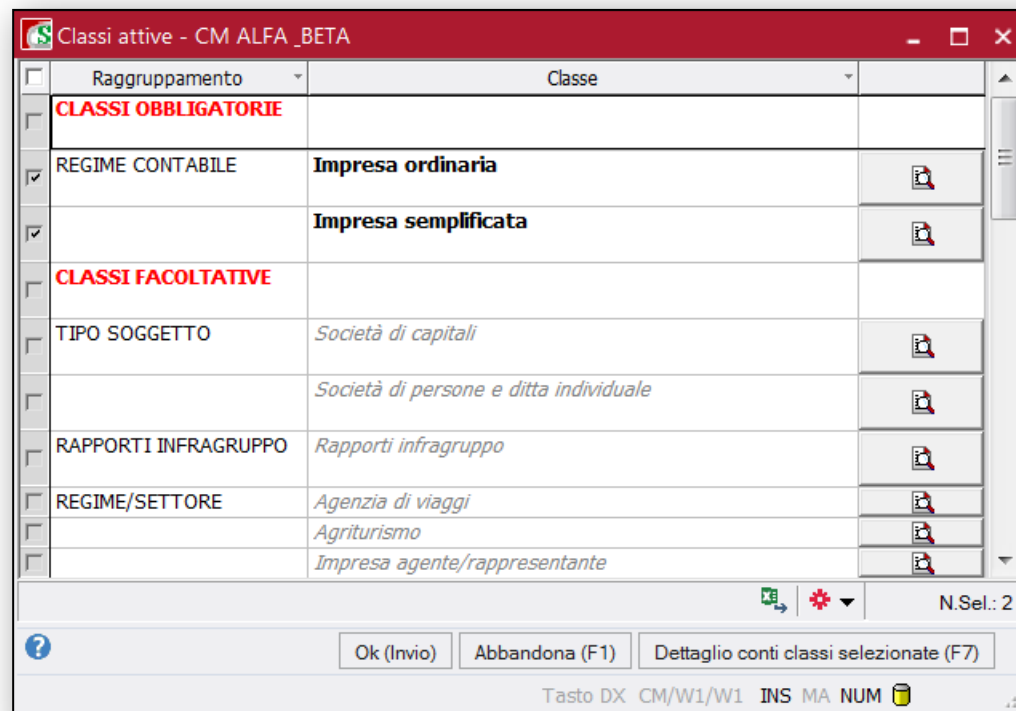 Classi attive - CM ALFA _BETA
Raggruppamento Classe
CLASSI OBBLIGATORIE
REGIME CONTABILE Impresa ordinaria
Impresa semplificata
CLASSI FACOLTATIVE
TIPO SOGGETTO Società di capitali
Società di persone e ditta individuale
RAPPORTI INFRAGRUPPO Rapporti infragruppo
REGIME/SETTORE Agenzia di viaggi
Agriturismo
Impresa agente/rappresentante
N.Sel.: 2
Ok (Invio) Abbandona (F1) Dettaglio conti classi selezionate (F7)
Tasto DX CM/W1/W1 INS MA NUM